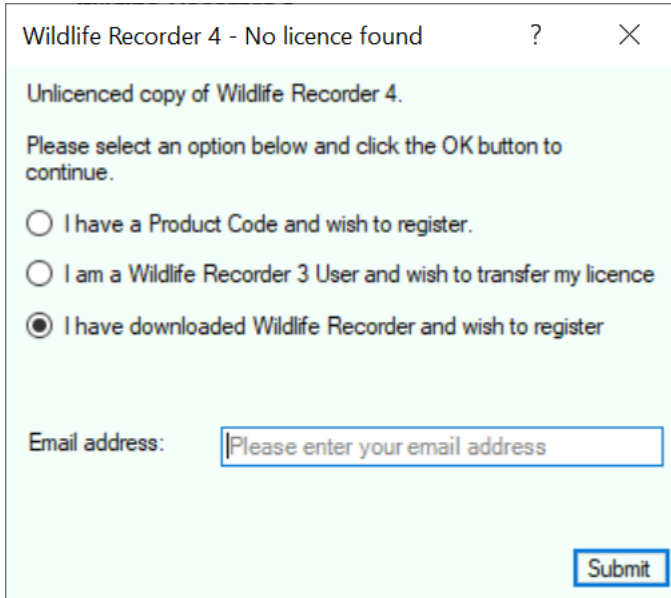 Wildlife Recorder 4 - No licence found ?
Unlicenced copy of Wildlife Recorder 4.
Please select an option below and click the OK button to
continue.
I have a Product Code and wish to register.
I am a Wildlife Recorder 3 User and wish to transfer my licence
I have downloaded Wildlife Recorder and wish to register
Email address: Please enter your email address
Submit